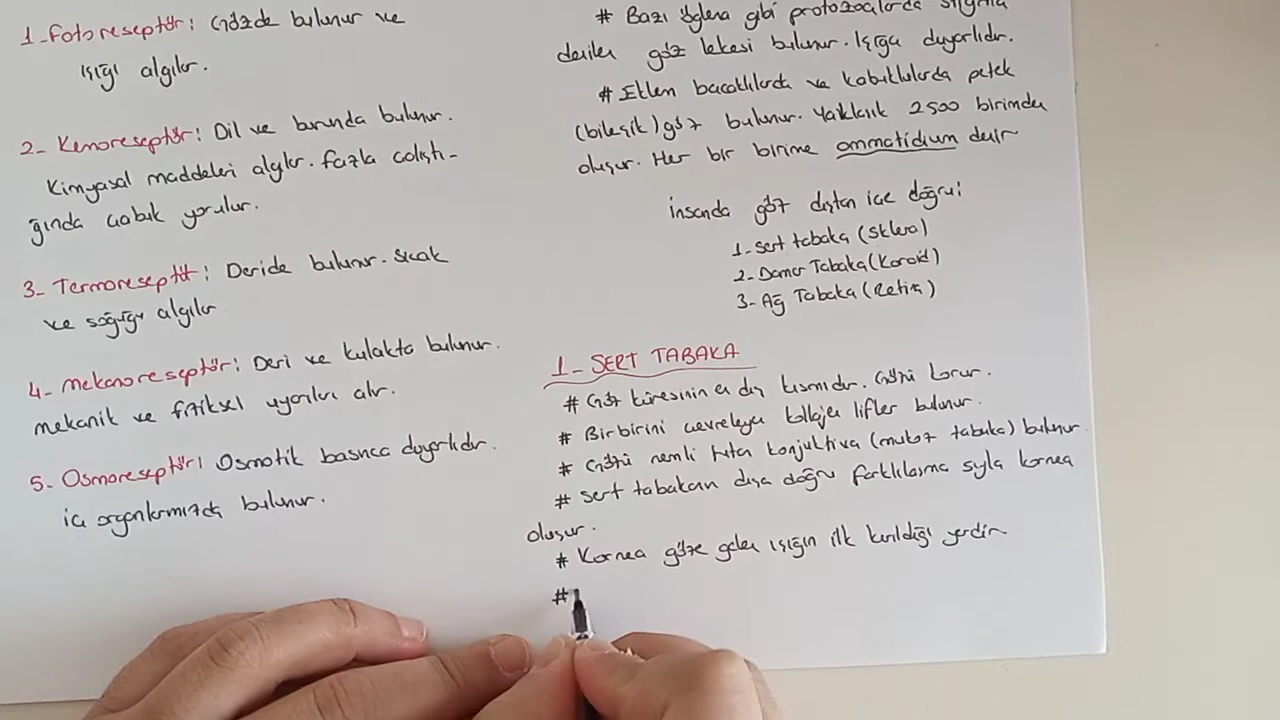 1-Fotoreseptör: Gözde bulunur ve
ışığı algılar.
2- Kemoreseptör: Dil ve burunda bulunur.
Kimyasal maddeleri algılar. Fazla çalıştı-
ğında çabuk yorulur.
3- Termoreseptör: Deride bulunur. Sıcak
ve soğuğu algılar
4- Mekanoreseptör: Deri ve kulakta bulunur.
mekanik ve fiziksel uyarıları alır.
5- Osmoreseptör: Osmotik basınca duyarlıdır.
iç organlarımızda bulunur.
# Bazı öglena gibi protozoalarda stigma
denilen göz lekesi bulunur. Işığa duyarlıdır.
# Eklem bacaklılarda ve kabuklularda petek
(bileşik) göz bulunur. Yaklaşık 2500 birimden
oluşur. Her bir birime ommatidium denir
İnsanda göz dıştan içe doğru;
1- Sert tabaka (Sklera)
2- Damar Tabaka (Koroid)
3- Ağ Tabaka (Retina)
1- SERT TABAKA
# Göz küresinin en dış kısmıdır. Gözü korur.
# Birbirini çevreleyen kollajen lifler bulunur.
# Gözü nemli tutan konjuktiva (mukoz tabaka) bulunur.
# Sert tabakanın dışa doğru farklılaşmasıyla kornea
oluşur.
# Kornea göze gelen ışığın ilk kırıldığı yerdir
#